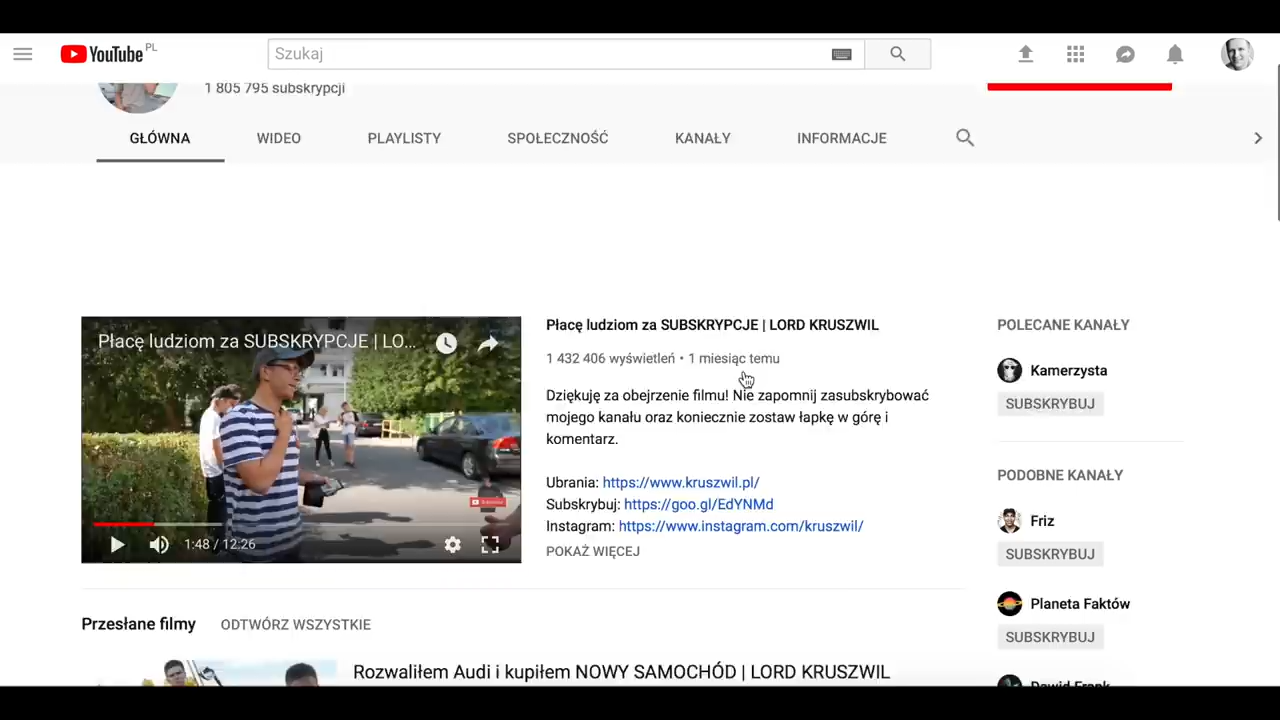 YouTube PL
Szukaj
1 805 795 subskrypcji
GŁÓWNA
WIDEO
PLAYLISTY
SPOŁECZNOŚĆ
KANAŁY
INFORMACJE
Płacę ludziom za SUBSKRYPCJE | LO...
1:48 / 12:26
Płacę ludziom za SUBSKRYPCJE | LORD KRUSZWIL
1 432 406 wyświetleń • 1 miesiąc temu
Dziękuję za obejrzenie filmu! Nie zapomnij zasubskrybować
mojego kanału oraz koniecznie zostaw łapkę w górę i
komentarz.
Ubrania: https://www.kruszwil.pl/
Subskrybuj: https://goo.gl/EdYNMd
Instagram: https://www.instagram.com/kruszwil/
POKAŻ WIĘCEJ
POLECANE KANAŁY
Kamerzysta
SUBSKRYBUJ
PODOBNE KANAŁY
Friz
SUBSKRYBUJ
Planeta Faktów
SUBSKRYBUJ
Dawid Frank
Przesłane filmy
ODTWÓRZ WSZYSTKIE
Rozwaliłem Audi i kupiłem NOWY SAMOCHÓD | LORD KRUSZWIL